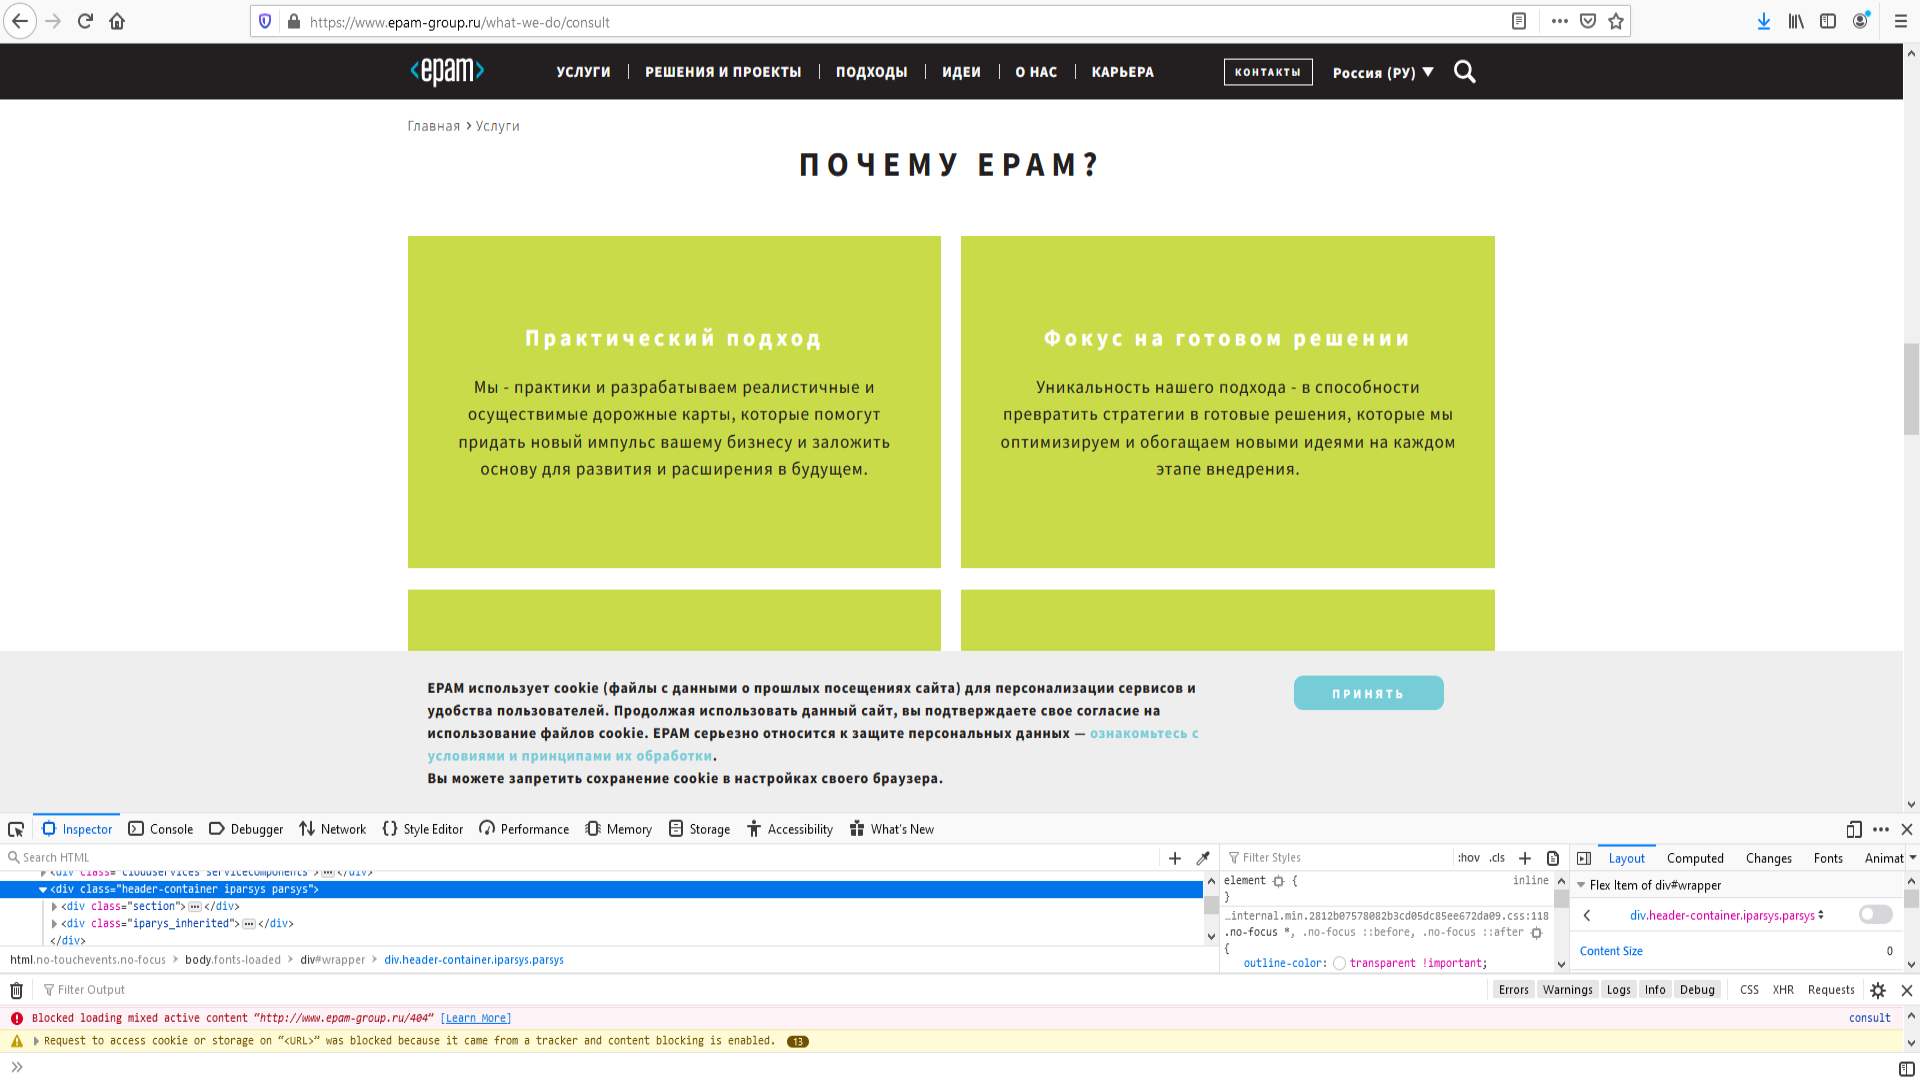 https://www.epam-group.ru/what-we-do/consult
<epam>
УСЛУГИ
РЕШЕНИЯ И ПРОЕКТЫ
ПОДХОДЫ
ИДЕИ
О НАС
КАРЬЕРА
КОНТАКТЫ
Россия (РУ)
Главная > Услуги
ПОЧЕМУ EPAM?
Практический подход
Мы - практики и разрабатываем реалистичные и
осуществимые дорожные карты, которые помогут
придать новый импульс вашему бизнесу и заложить
основу для развития и расширения в будущем.
Фокус на готовом решении
Уникальность нашего подхода - в способности
превратить стратегии в готовые решения, которые мы
оптимизируем и обогащаем новыми идеями на каждом
этапе внедрения.
EPAM использует cookie (файлы с данными о прошлых посещениях сайта) для персонализации сервисов и
удобства пользователей. Продолжая использовать данный сайт, вы подтверждаете свое согласие на
использование файлов cookie. EPAM серьезно относится к защите персональных данных — ознакомьтесь с
условиями и принципами их обработки.
Вы можете запретить сохранение cookie в настройках своего браузера.
ПРИНЯТЬ
Inspector
Console
Debugger
Network
Style Editor
Performance
Memory
Storage
Accessibility
What's New
Search HTML
<div class="cloudservices servicecomponents"></div>
<div class="header-container iparsys parsys">
<div class="section"></div>
<div class="iparys_inherited"></div>
</div>
html.no-touchevents.no-focus > body.fonts-loaded > div#wrapper > div.header-container.iparsys.parsys
Filter Styles
:hov .cls
element {
inline
}
…internal.min.2812b07578082b3cd05dc85ee672da09.css:118
.no-focus *, .no-focus ::before, .no-focus ::after
{
outline-color: transparent !important;
Layout
Computed
Changes
Fonts
Animat
Flex Item of div#wrapper
div.header-container.iparsys.parsys
Content Size
0
Filter Output
Errors
Warnings
Logs
Info
Debug
CSS
XHR
Requests
Blocked loading mixed active content “http://www.epam-group.ru/404” [Learn More]
consult
Request to access cookie or storage on “<URL>” was blocked because it came from a tracker and content blocking is enabled. 13